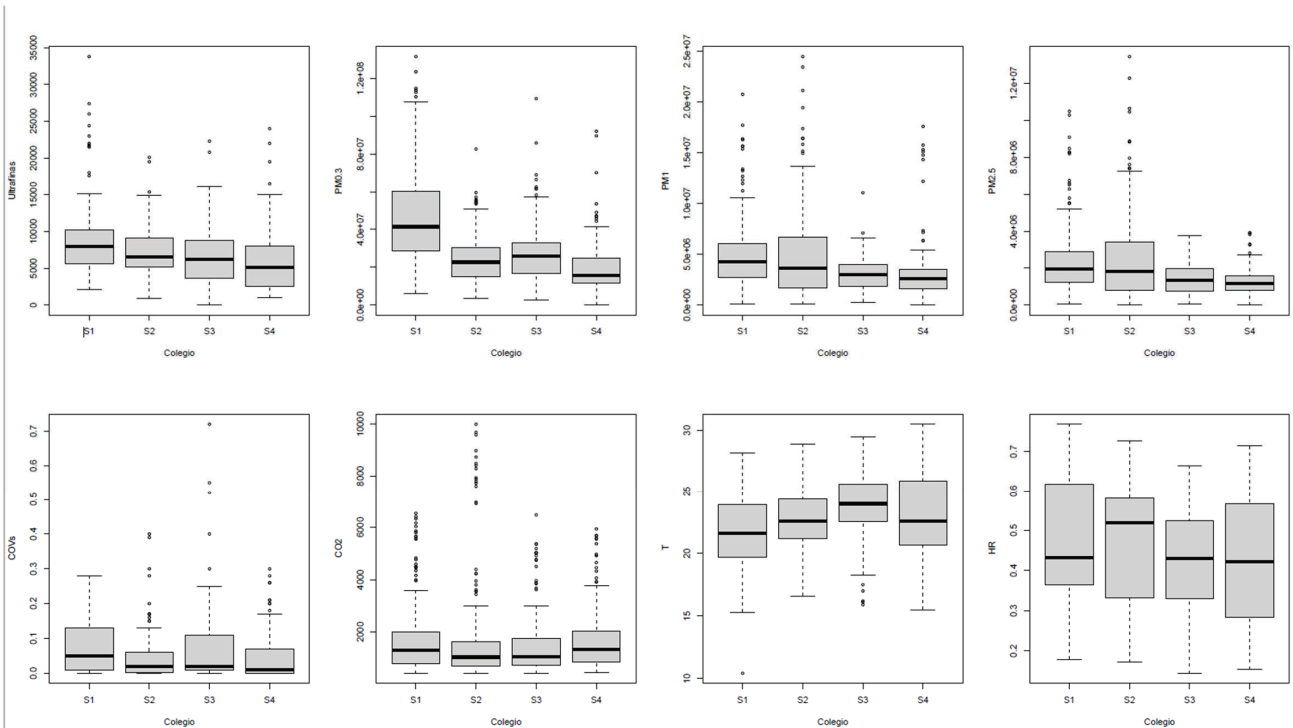 Ultrafinas
35000
30000
25000
20000
15000
10000
5000
0
S1 S2 S3 S4
Colegio
PM0.3
1.2e+08
8.0e+07
4.0e+07
0.0e+00
S1 S2 S3 S4
Colegio
PM1
2.5e+07
2.0e+07
1.5e+07
1.0e+07
5.0e+06
0.0e+00
S1 S2 S3 S4
Colegio
PM2.5
1.2e+07
8.0e+06
4.0e+06
0.0e+00
S1 S2 S3 S4
Colegio
COVs
0.7
0.6
0.5
0.4
0.3
0.2
0.1
0.0
S1 S2 S3 S4
Colegio
CO2
10000
8000
6000
4000
2000
S1 S2 S3 S4
Colegio
T
30
25
20
15
10
S1 S2 S3 S4
Colegio
HR
0.7
0.6
0.5
0.4
0.3
0.2
S1 S2 S3 S4
Colegio